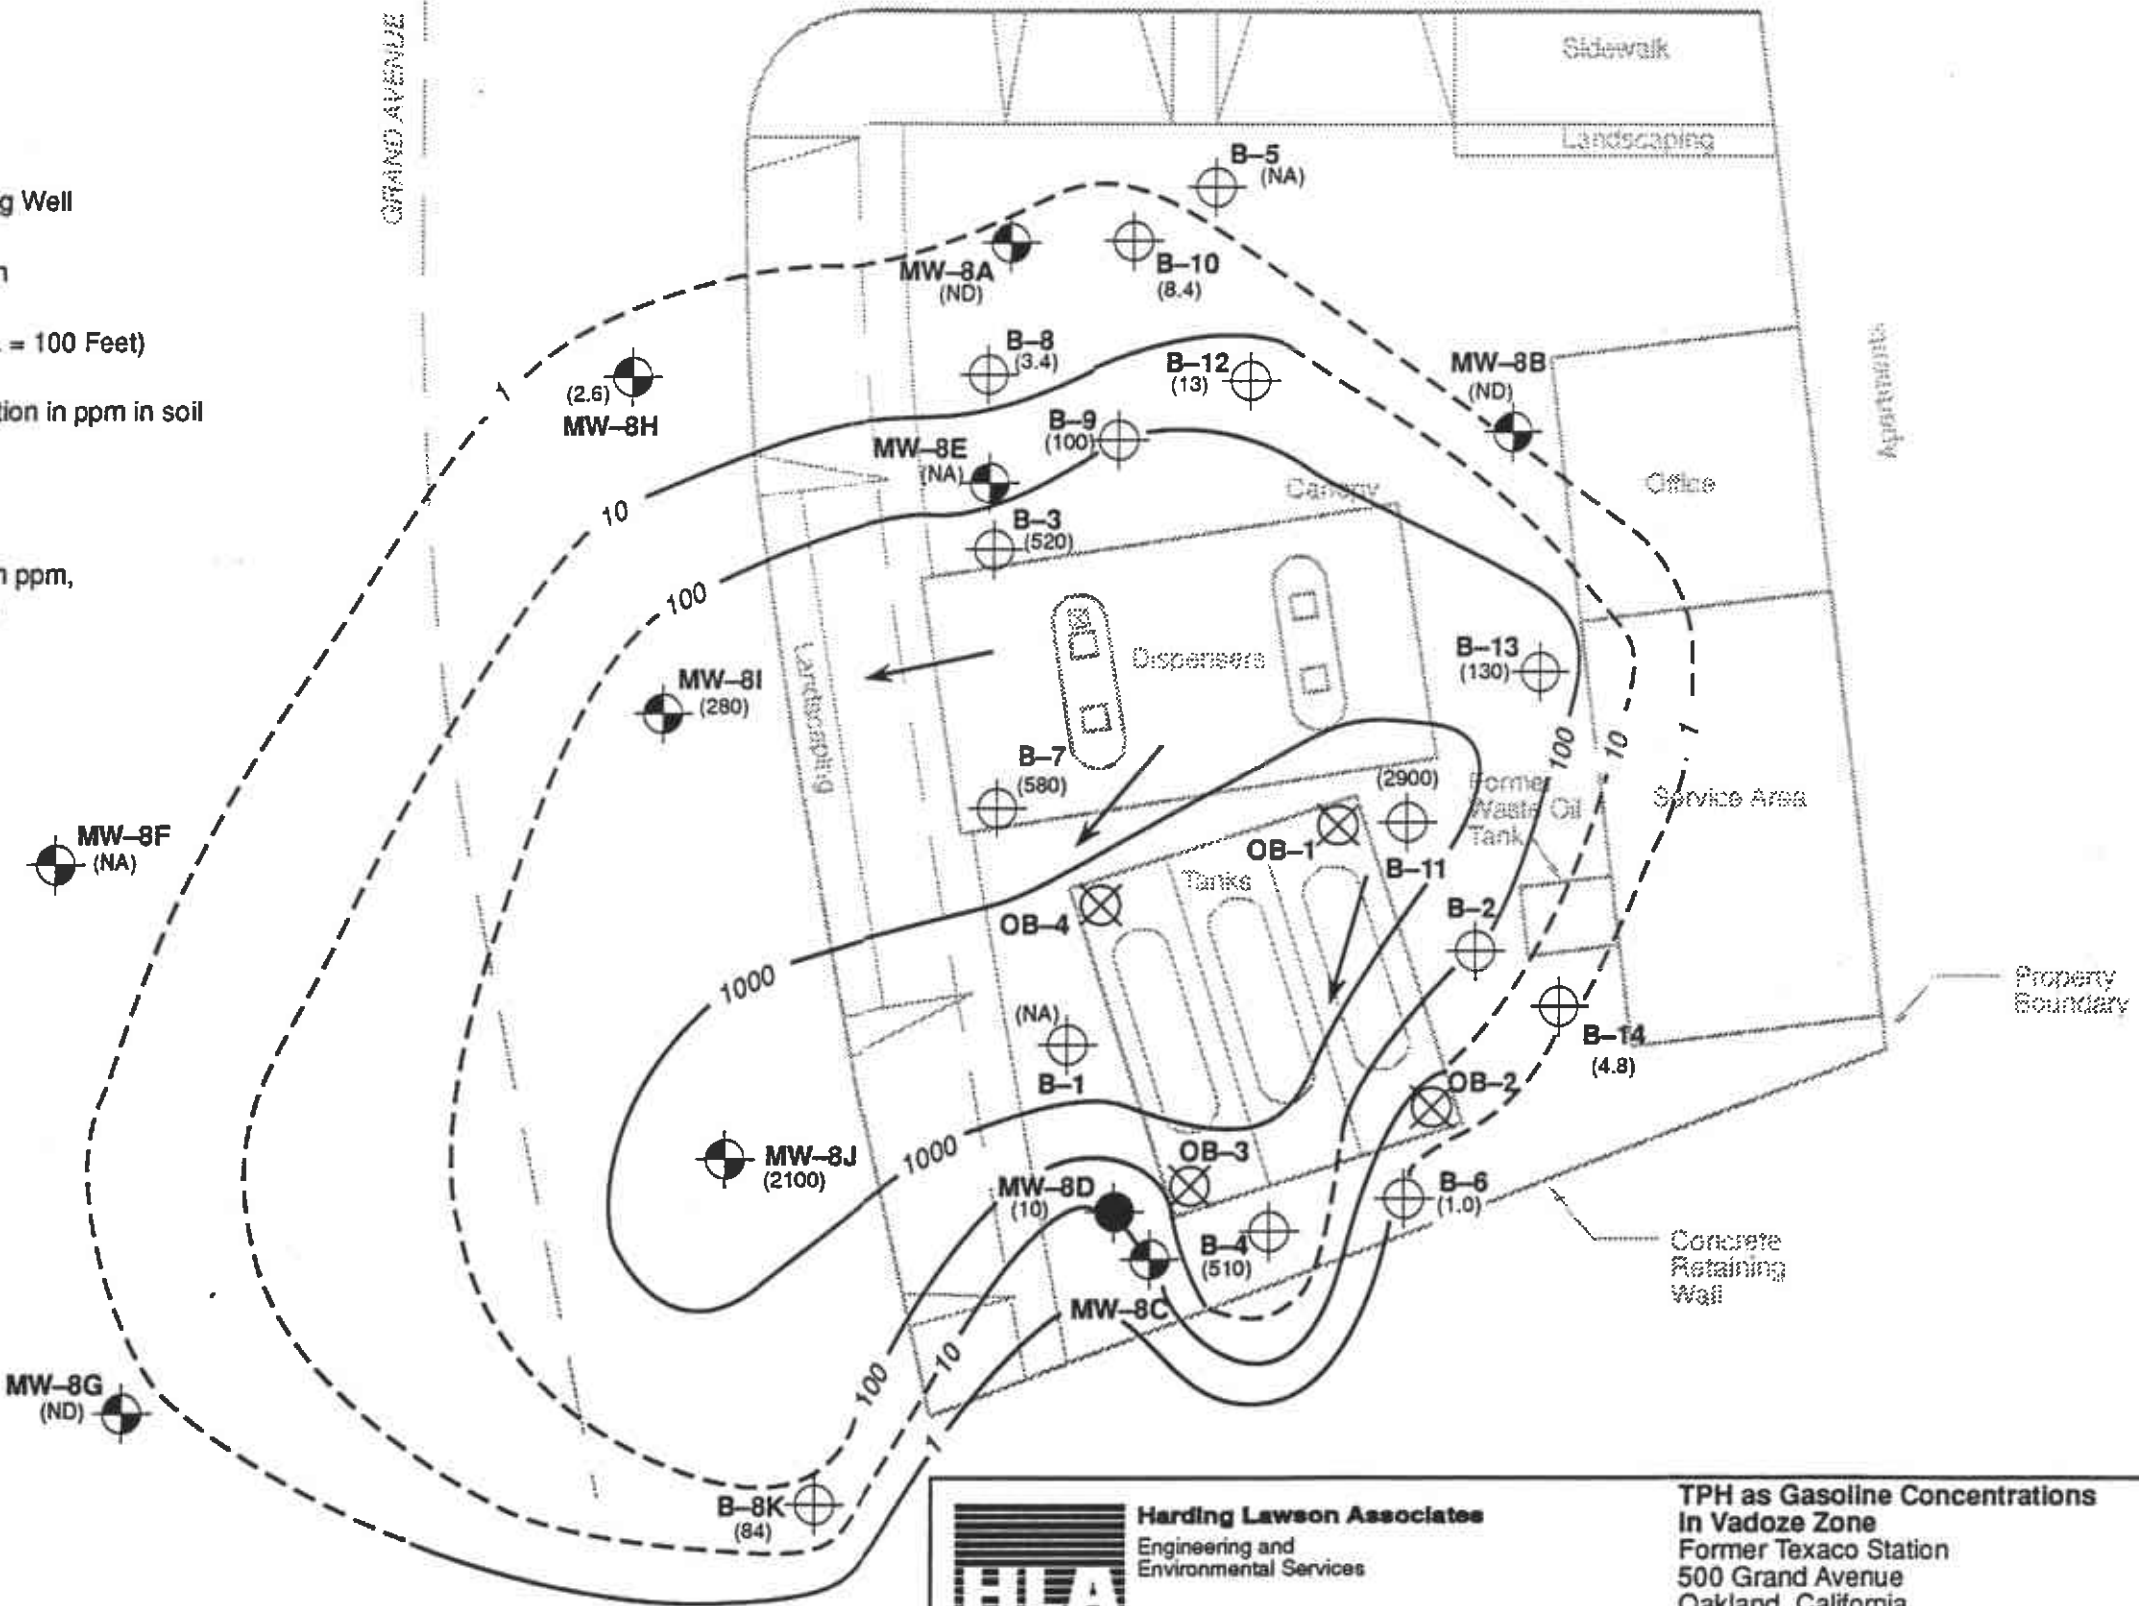 GRAND AVENUE
g Well
n
= 100 Feet)
tion in ppm in soil
n ppm,
Sidewalk
Landscaping
B–5
(NA)
MW–8A
(ND)
B–10
(8.4)
B–8
(3.4)
B–12
(13)
MW–8B
(ND)
Apartments
1
(2.6)
MW–8H
10
B–9
(100)
MW–8E
(NA)
Canopy
Office
B–3
(520)
100
MW–8I
(280)
Landscaping
Dispensers
B–13
(130)
B–7
(580)
100
10
1
(2900)
Former
Waste Oil
Tank
Service Area
MW–8F
(NA)
OB–1
B–11
Tanks
OB–4
B–2
1000
(NA)
B–1
Property
Boundary
B–14
(4.8)
OB–2
1000
MW–8J
(2100)
OB–3
MW–8D
(10)
B–6
(1.0)
B–4
(510)
Concrete
Retaining
Wall
MW–8C
MW–8G
(ND)
100
10
1
B–8K
(84)
Harding Lawson Associates
Engineering and
Environmental Services
TPH as Gasoline Concentrations
In Vadoze Zone
Former Texaco Station
500 Grand Avenue
Oakland, California